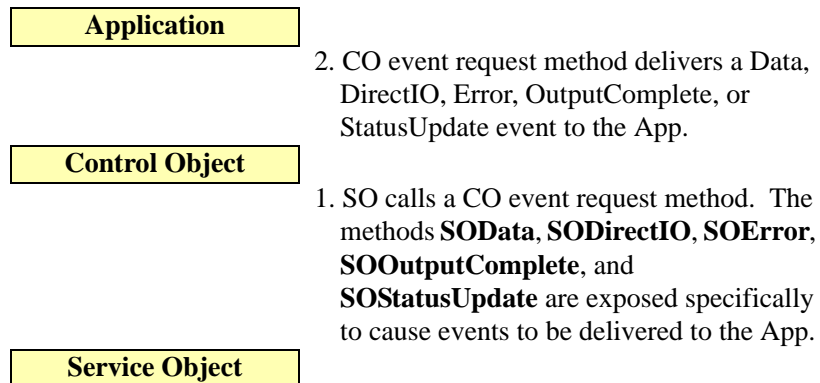 Application
2. CO event request method delivers a Data,
DirectIO, Error, OutputComplete, or
StatusUpdate event to the App.
Control Object
1. SO calls a CO event request method. The
methods SOData, SODirectIO, SOError,
SOOutputComplete, and
SOStatusUpdate are exposed specifically
to cause events to be delivered to the App.
Service Object